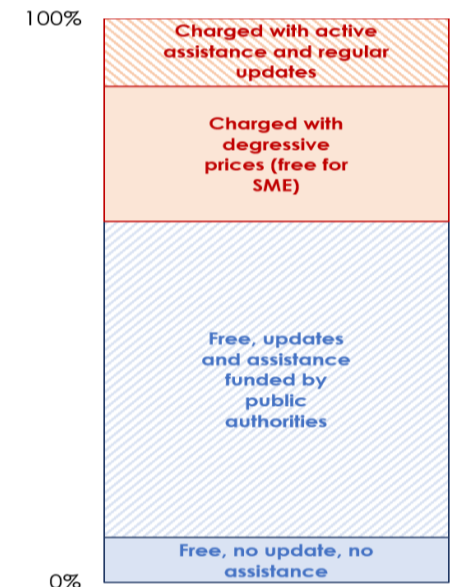 100%
Charged with active
assistance and regular
updates
Charged with
degressive
prices (free for
SME)
Free, updates
and assistance
funded by
public
authorities
Free, no update, no
assistance
0%